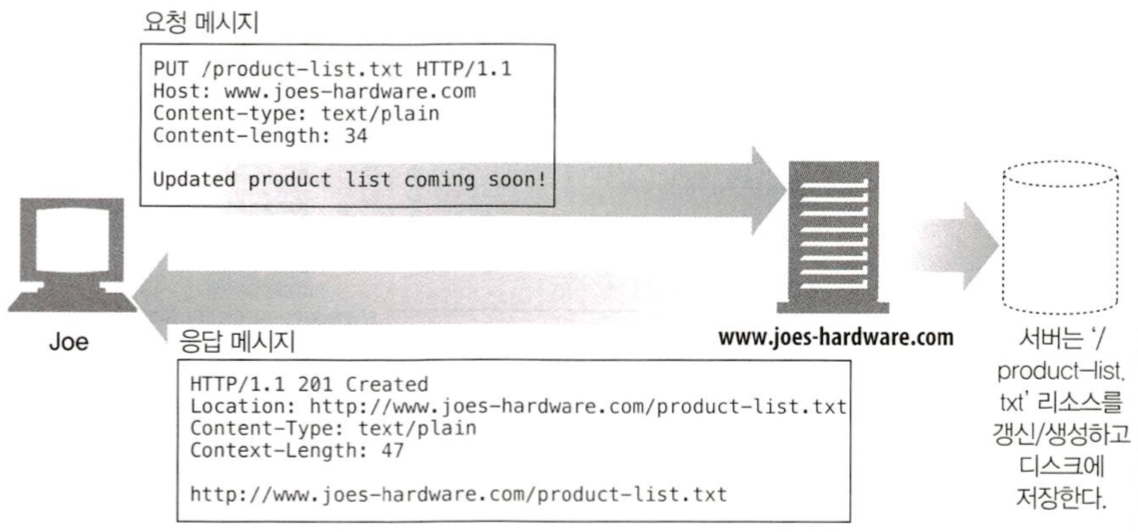 요청 메시지
PUT /product-list.txt HTTP/1.1
Host: www.joes-hardware.com
Content-type: text/plain
Content-length: 34
Updated product list coming soon!
Joe
www.joes-hardware.com
서버는 ‘/
product-list.
txt’ 리소스를
갱신/생성하고
디스크에
저장한다.
응답 메시지
HTTP/1.1 201 Created
Location: http://www.joes-hardware.com/product-list.txt
Content-Type: text/plain
Context-Length: 47
http://www.joes-hardware.com/product-list.txt